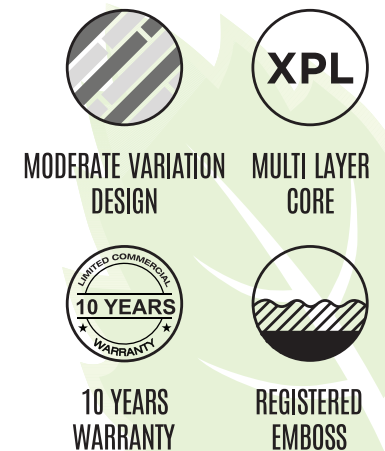 XPL
MODERATE VARIATION
DESIGN
MULTI LAYER
CORE
LIMITED COMMERCIAL
10 YEARS
WARRANTY
10 YEARS
WARRANTY
REGISTERED
EMBOSS